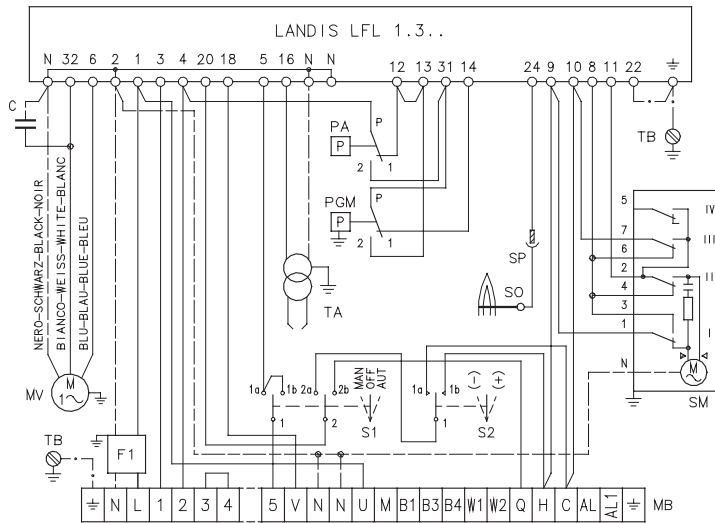 LANDIS LFL 1.3..
N 32 6 2 1 3 4 20 18 5 16 N N 12 13 31 14 24 9 10 8 11 22
C
NERO-SCHWARZ-BLACK-NOIR
BIANCO-WEISS-WHITE-BLANC
BLU-BLAU-BLUE-BLEU
PA
P
P
2 1
PGM
P
P
2 1
TB
TA
SP
SO
5 IV
7 III
6
2 II
4
3
1 I
N
M
SM
MV
M
1~
1a 1b 2a 2b
MAN
OFF
AUT
1 2
S1
1a 1b
(-) (+)
1
S2
TB
F1
N L 1 2 3 4 5 V N N U M B1 B3 B4 W1 W2 Q H C AL AL1 MB